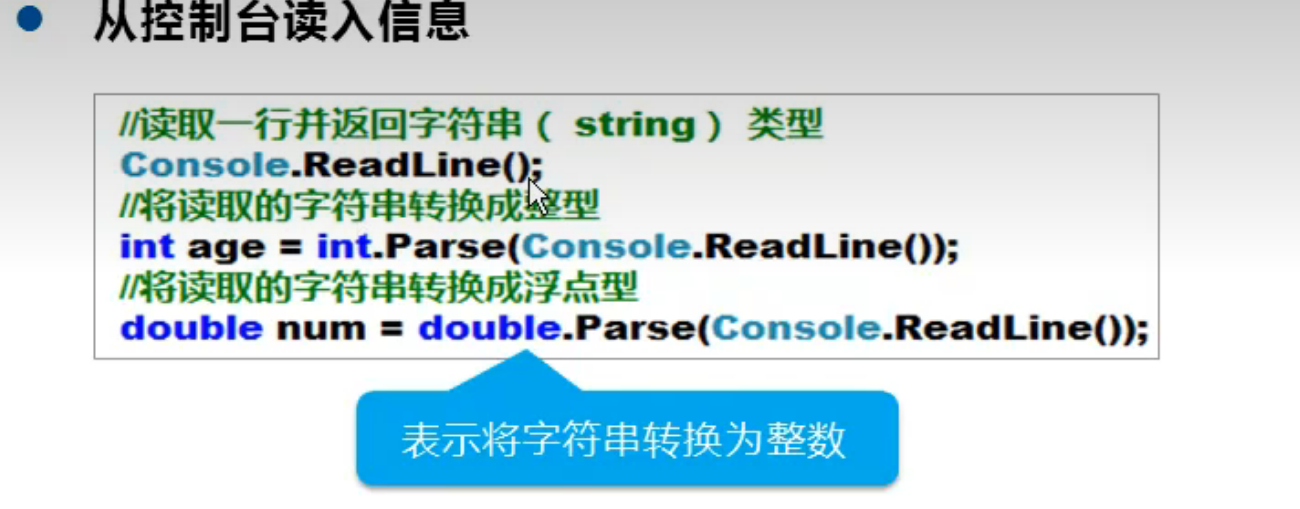 从控制台读入信息
//读取一行并返回字符串（ string） 类型
Console.ReadLine();
//将读取的字符串转换成整型
int age = int.Parse(Console.ReadLine());
//将读取的字符串转换成浮点型
double num = double.Parse(Console.ReadLine());
表示将字符串转换为整数